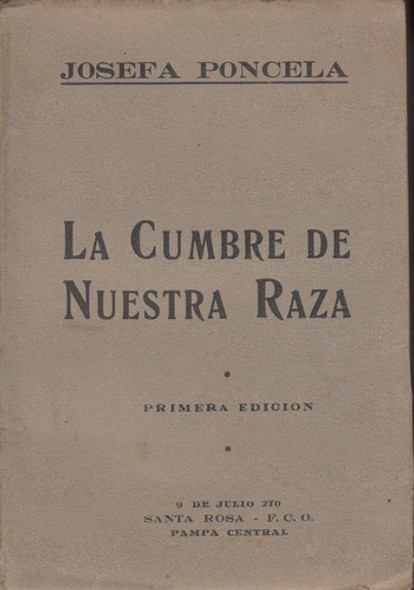 JOSEFA PONCELA
LA CUMBRE DE
NUESTRA RAZA
PRIMERA EDICION
9 DE JULIO 270
SANTA ROSA - F. C. O.
PAMPA CENTRAL